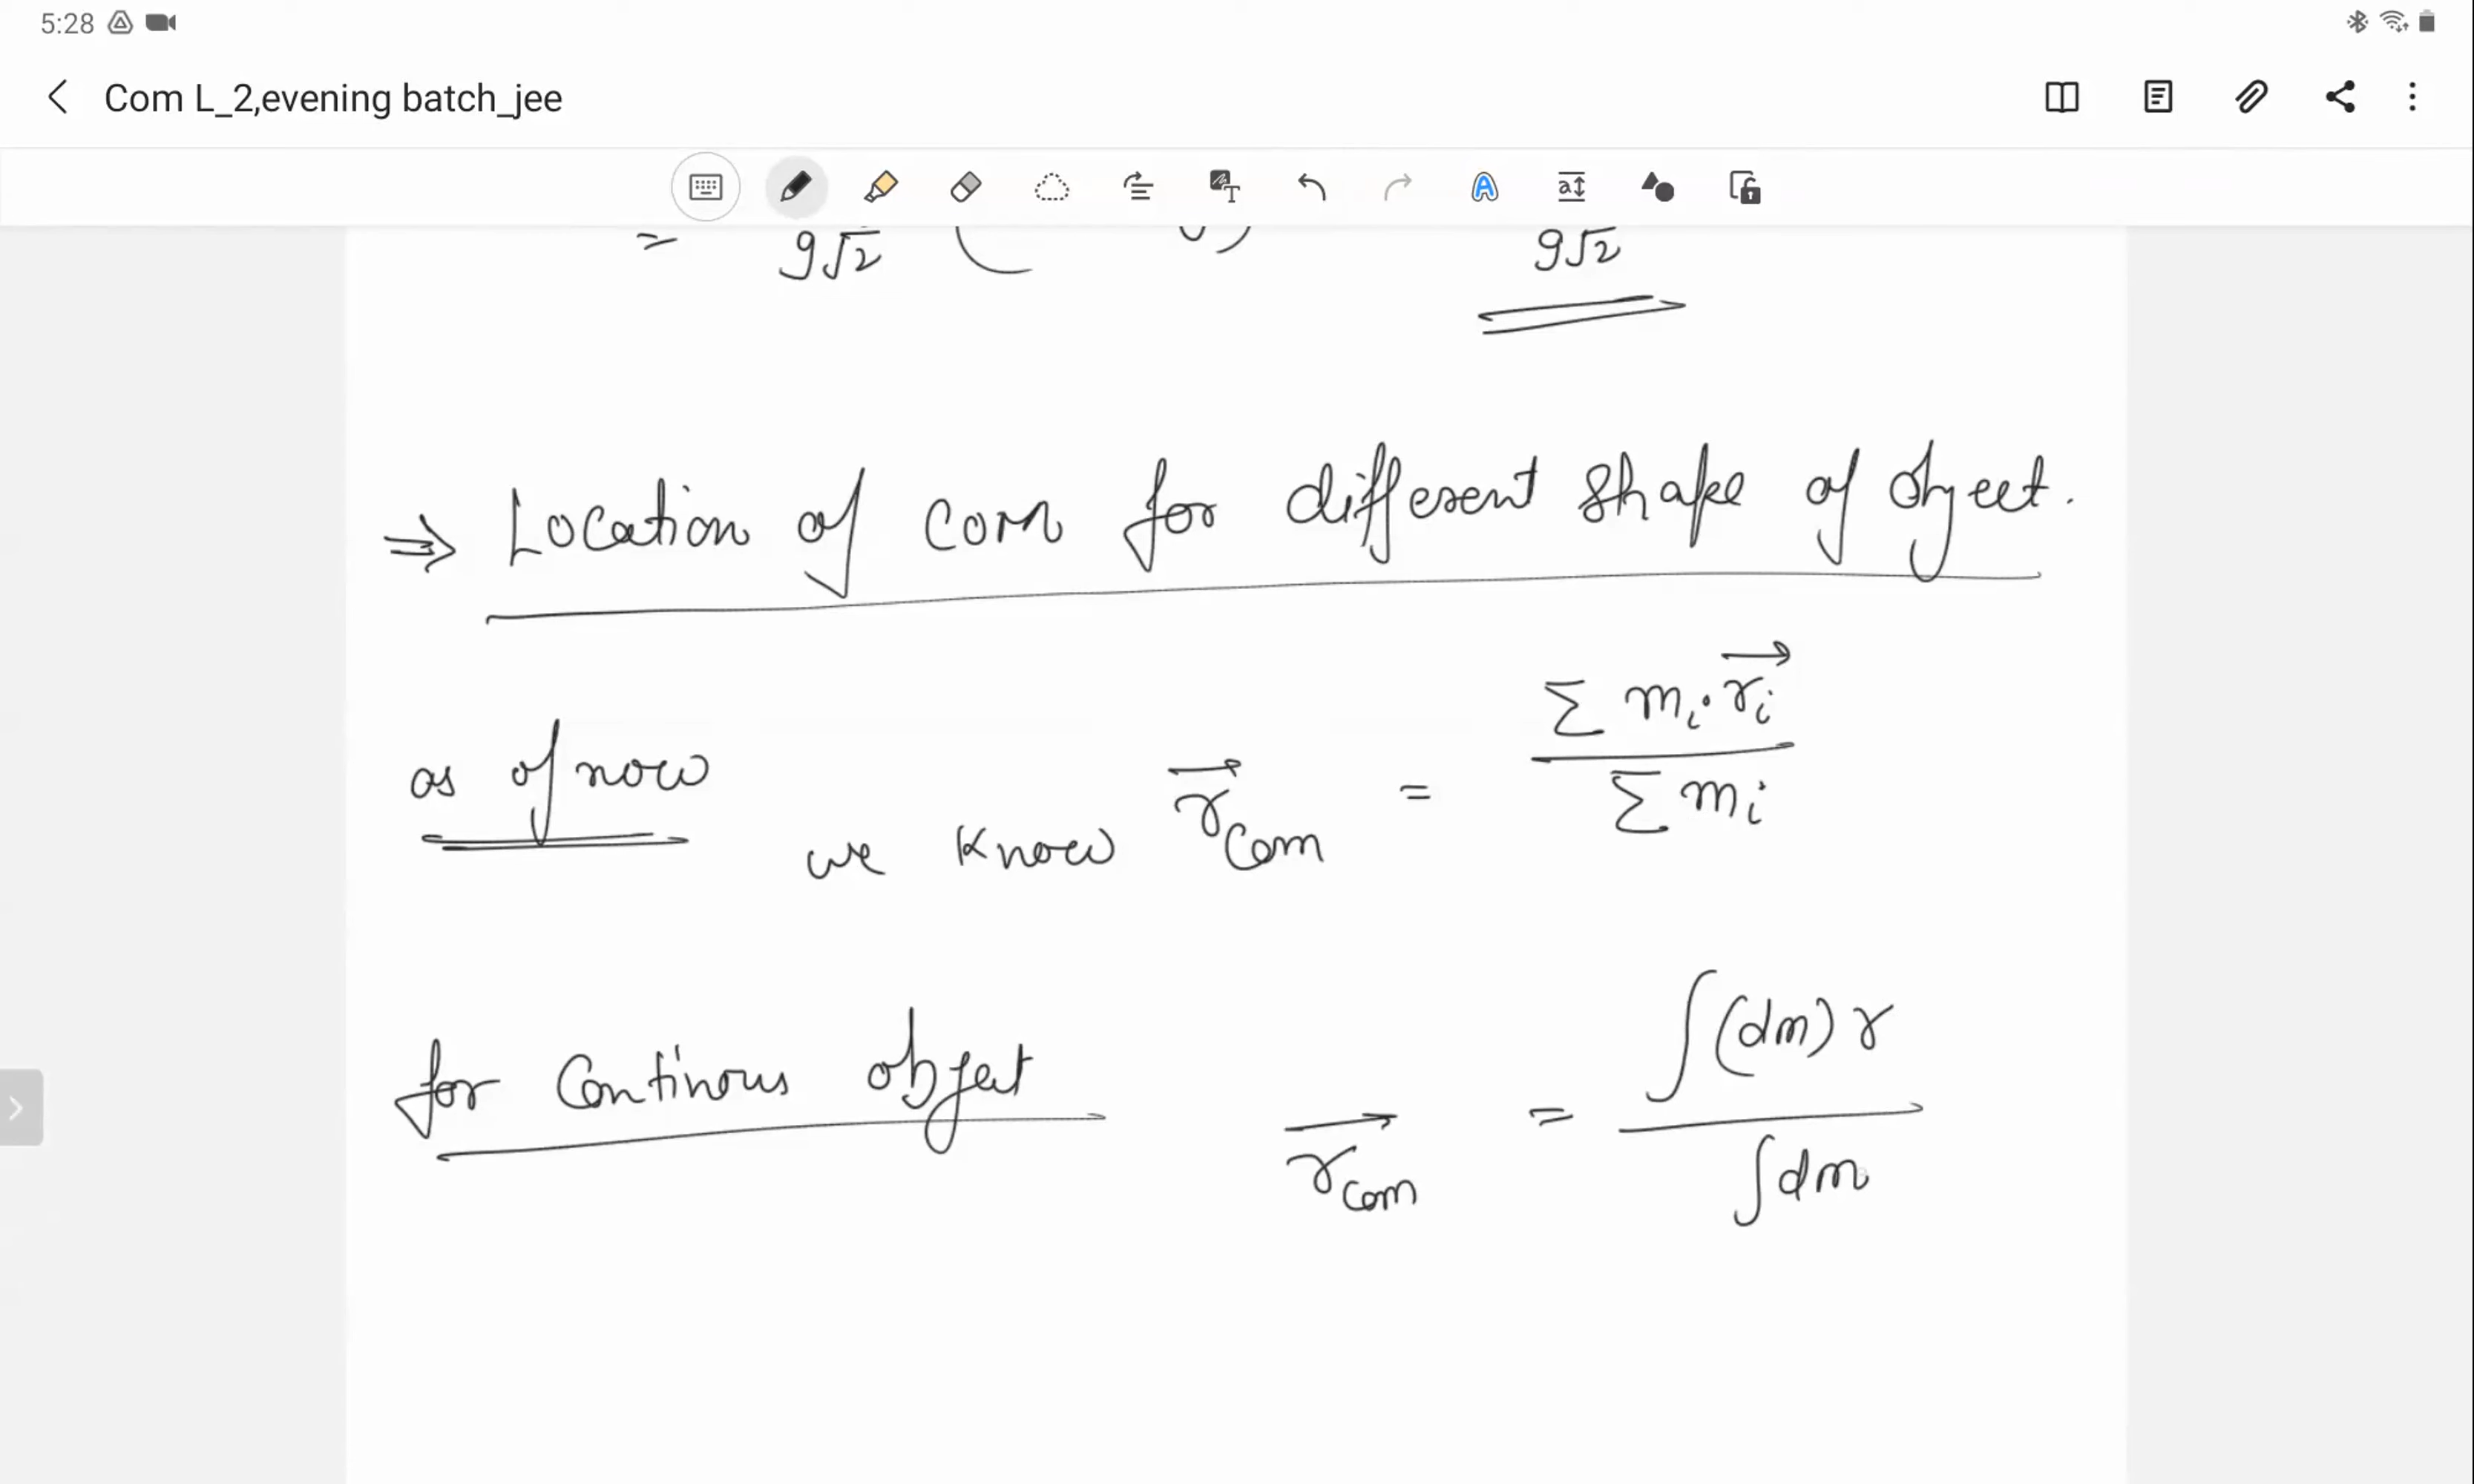 5:28
Com L_2,evening batch_jee
= 9√2 ( 9√2
⇒ Location of COM for different shape of object.
as of now we know r⃗com = Σ mi·r⃗i / Σ mi
for Continous object r⃗com = ∫(dm) r / ∫dm